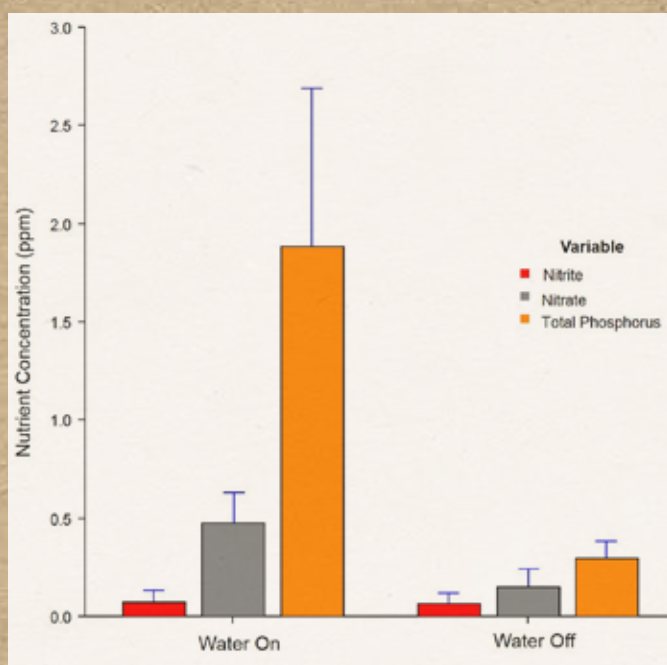 3.0
2.5
2.0
1.5
1.0
0.5
0.0
Nutrient Concentration (ppm)
Variable
Nitrite
Nitrate
Total Phosphorus
Water On
Water Off